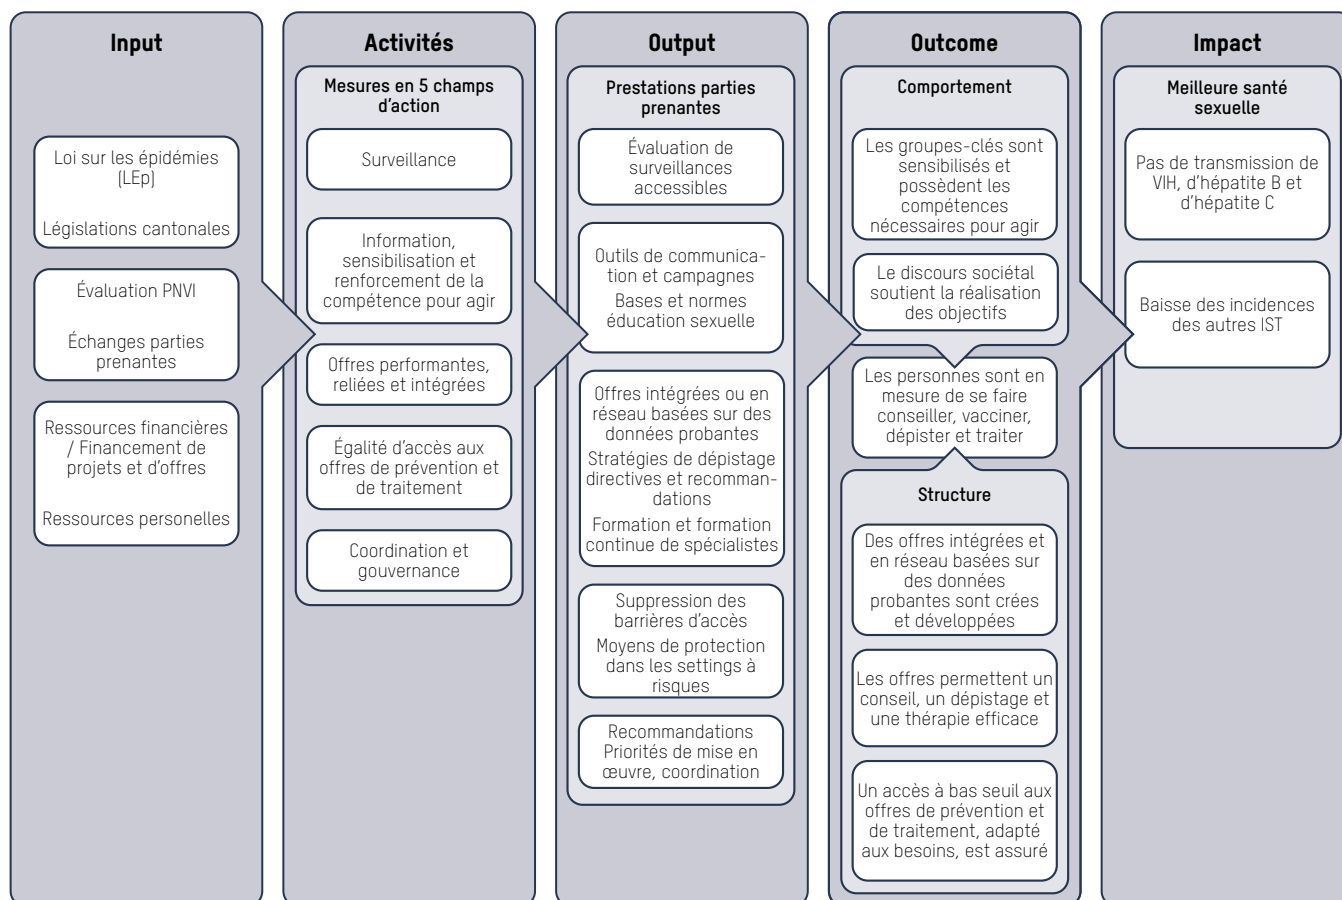 Input
Loi sur les épidémies
(LEp)
Législations cantonales
Évaluation PNVI
Échanges parties
prenantes
Ressources financières
/ Financement de
projets et d'offres
Ressources personelles
Activités
Mesures en 5 champs
d'action
Surveillance
Information,
sensibilisation et
renforcement de la
compétence pour agir
Offres performantes,
reliées et intégrées
Égalité d'accès aux
offres de prévention et
de traitement
Coordination et
gouvernance
Output
Prestations parties
prenantes
Évaluation de
surveillances
accessibles
Outils de communica-
tion et campagnes
Bases et normes
éducation sexuelle
Offres intégrées ou en
réseau basées sur des
données probantes
Stratégies de dépistage
directives et recomman-
dations
Formation et formation
continue de spécialistes
Suppression des
barrières d'accès
Moyens de protection
dans les settings à
risques
Recommandations
Priorités de mise en
œuvre, coordination
Outcome
Comportement
Les groupes-clés sont
sensibilisés et
possèdent les
compétences
nécessaires pour agir
Le discours sociétal
soutient la réalisation
des objectifs
Les personnes sont en
mesure de se faire
conseiller, vacciner,
dépister et traiter
Structure
Des offres intégrées et
en réseau basées sur
des données
probantes sont crées
et développées
Les offres permettent un
conseil, un dépistage et
une thérapie efficace
Un accès à bas seuil aux
offres de prévention et
de traitement, adapté
aux besoins, est assuré
Impact
Meilleure santé
sexuelle
Pas de transmission de
VIH, d'hépatite B et
d'hépatite C
Baisse des incidences
des autres IST